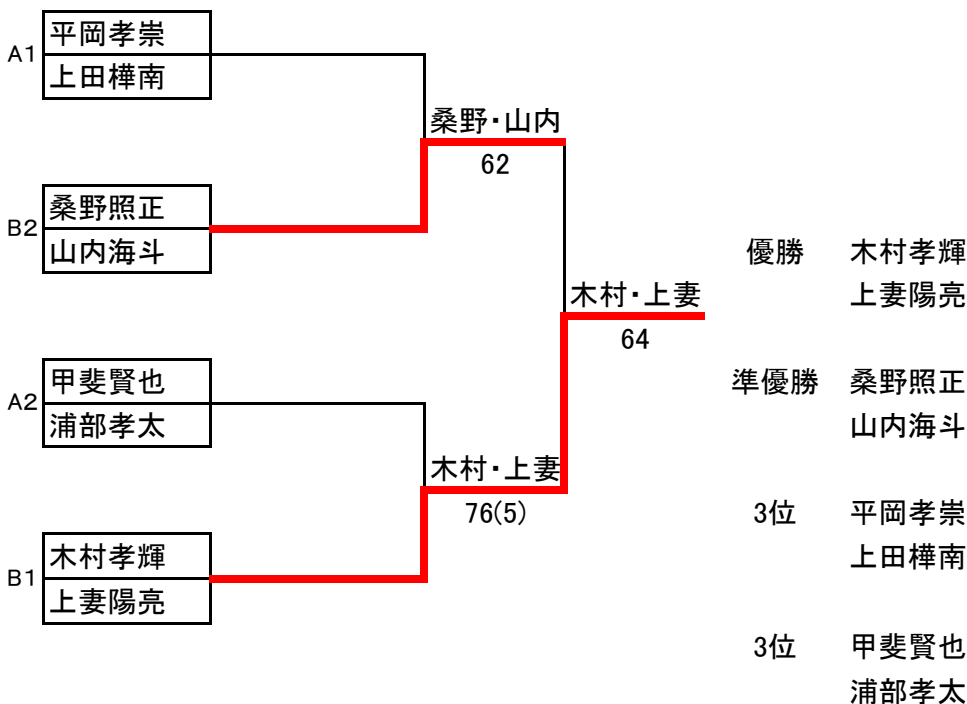 A1
平岡孝崇
上田樺南
桑野・山内
62
B2
桑野照正
山内海斗
優勝 木村孝輝
上妻陽亮
木村・上妻
64
A2
甲斐賢也
浦部孝太
準優勝 桑野照正
山内海斗
木村・上妻
76(5)
3位 平岡孝崇
上田樺南
B1
木村孝輝
上妻陽亮
3位 甲斐賢也
浦部孝太